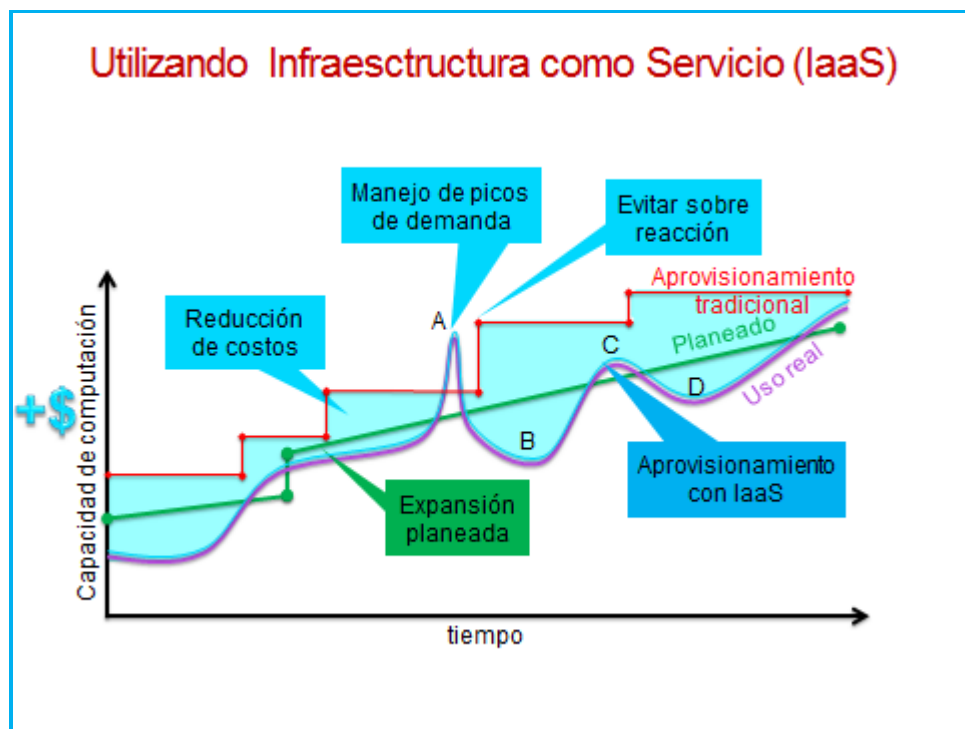 Utilizando Infraesctructura como Servicio (IaaS)
Manejo de picos
de demanda
Evitar sobre
reacción
Aprovisionamiento
tradicional
Reducción
de costos
A
Planeado
C
Uso real
D
+$
Capacidad de computación
B
Aprovisionamiento
con IaaS
Expansión
planeada
tiempo